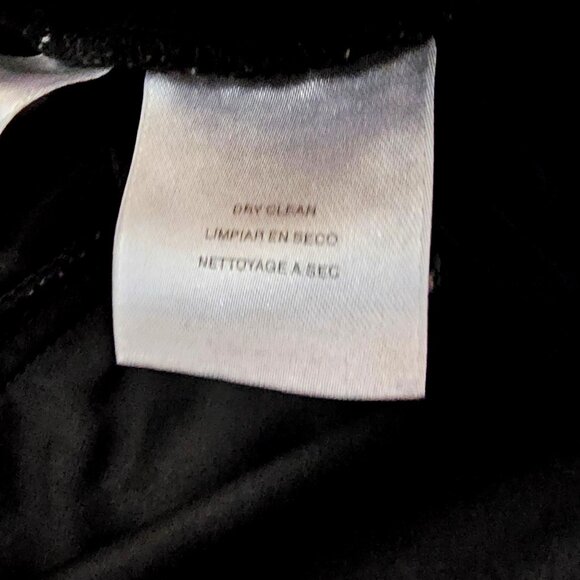 DRY CLEAN
LIMPIAR EN SECO
NETTOYAGE A SEC